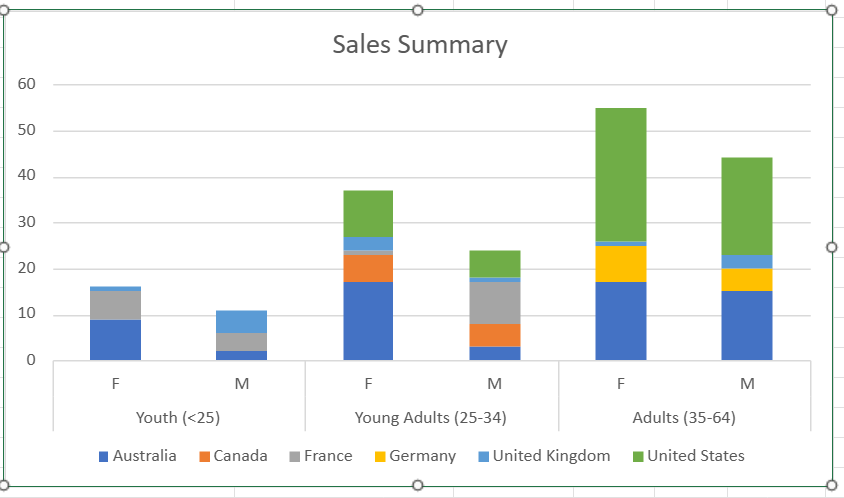 Sales Summary
60
50
40
30
20
10
0
F M F M F M
Youth (<25) Young Adults (25-34) Adults (35-64)
Australia Canada France Germany United Kingdom United States